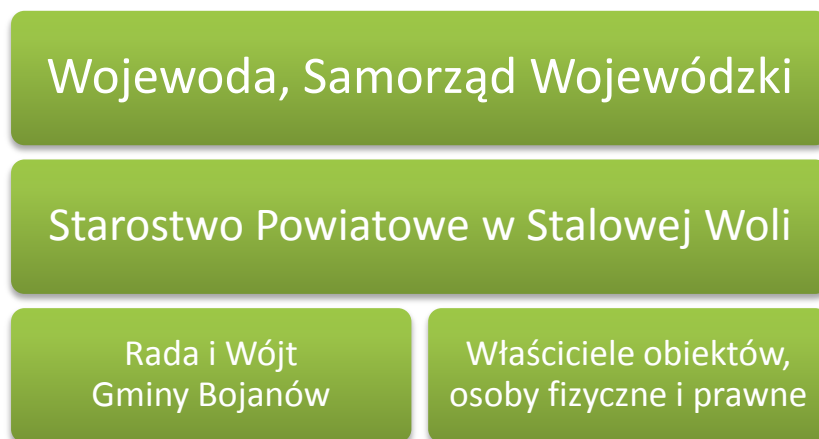 Wojewoda, Samorząd Wojewódzki
Starostwo Powiatowe w Stalowej Woli
Rada i Wójt
Gminy Bojanów
Właściciele obiektów,
osoby fizyczne i prawne